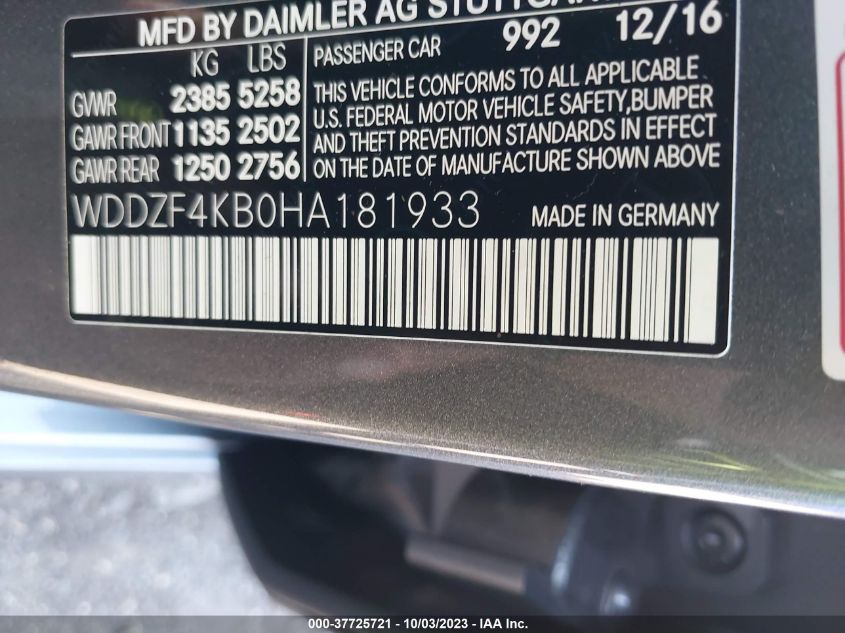 MFD BY DAIMLER AG
KG LBS
GVWR 2385 5258
GAWR FRONT 1135 2502
GAWR REAR 1250 2756
PASSENGER CAR 992 12/16
THIS VEHICLE CONFORMS TO ALL APPLICABLE
U.S. FEDERAL MOTOR VEHICLE SAFETY,BUMPER
AND THEFT PREVENTION STANDARDS IN EFFECT
ON THE DATE OF MANUFACTURE SHOWN ABOVE
WDDZF4KB0HA181933 MADE IN GERMANY
000-37725721 - 10/03/2023 - IAA Inc.